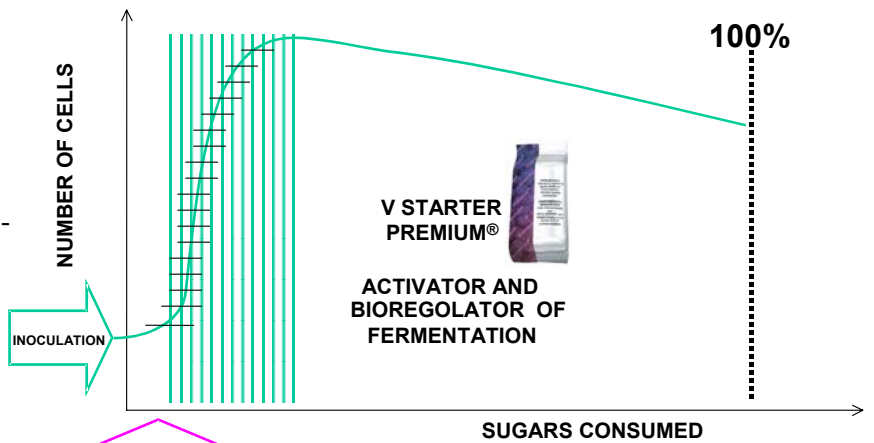 100%
NUMBER OF CELLS
V STARTER
PREMIUM®
ACTIVATOR AND
BIOREGOLATOR OF
FERMENTATION
INOCULATION
SUGARS CONSUMED